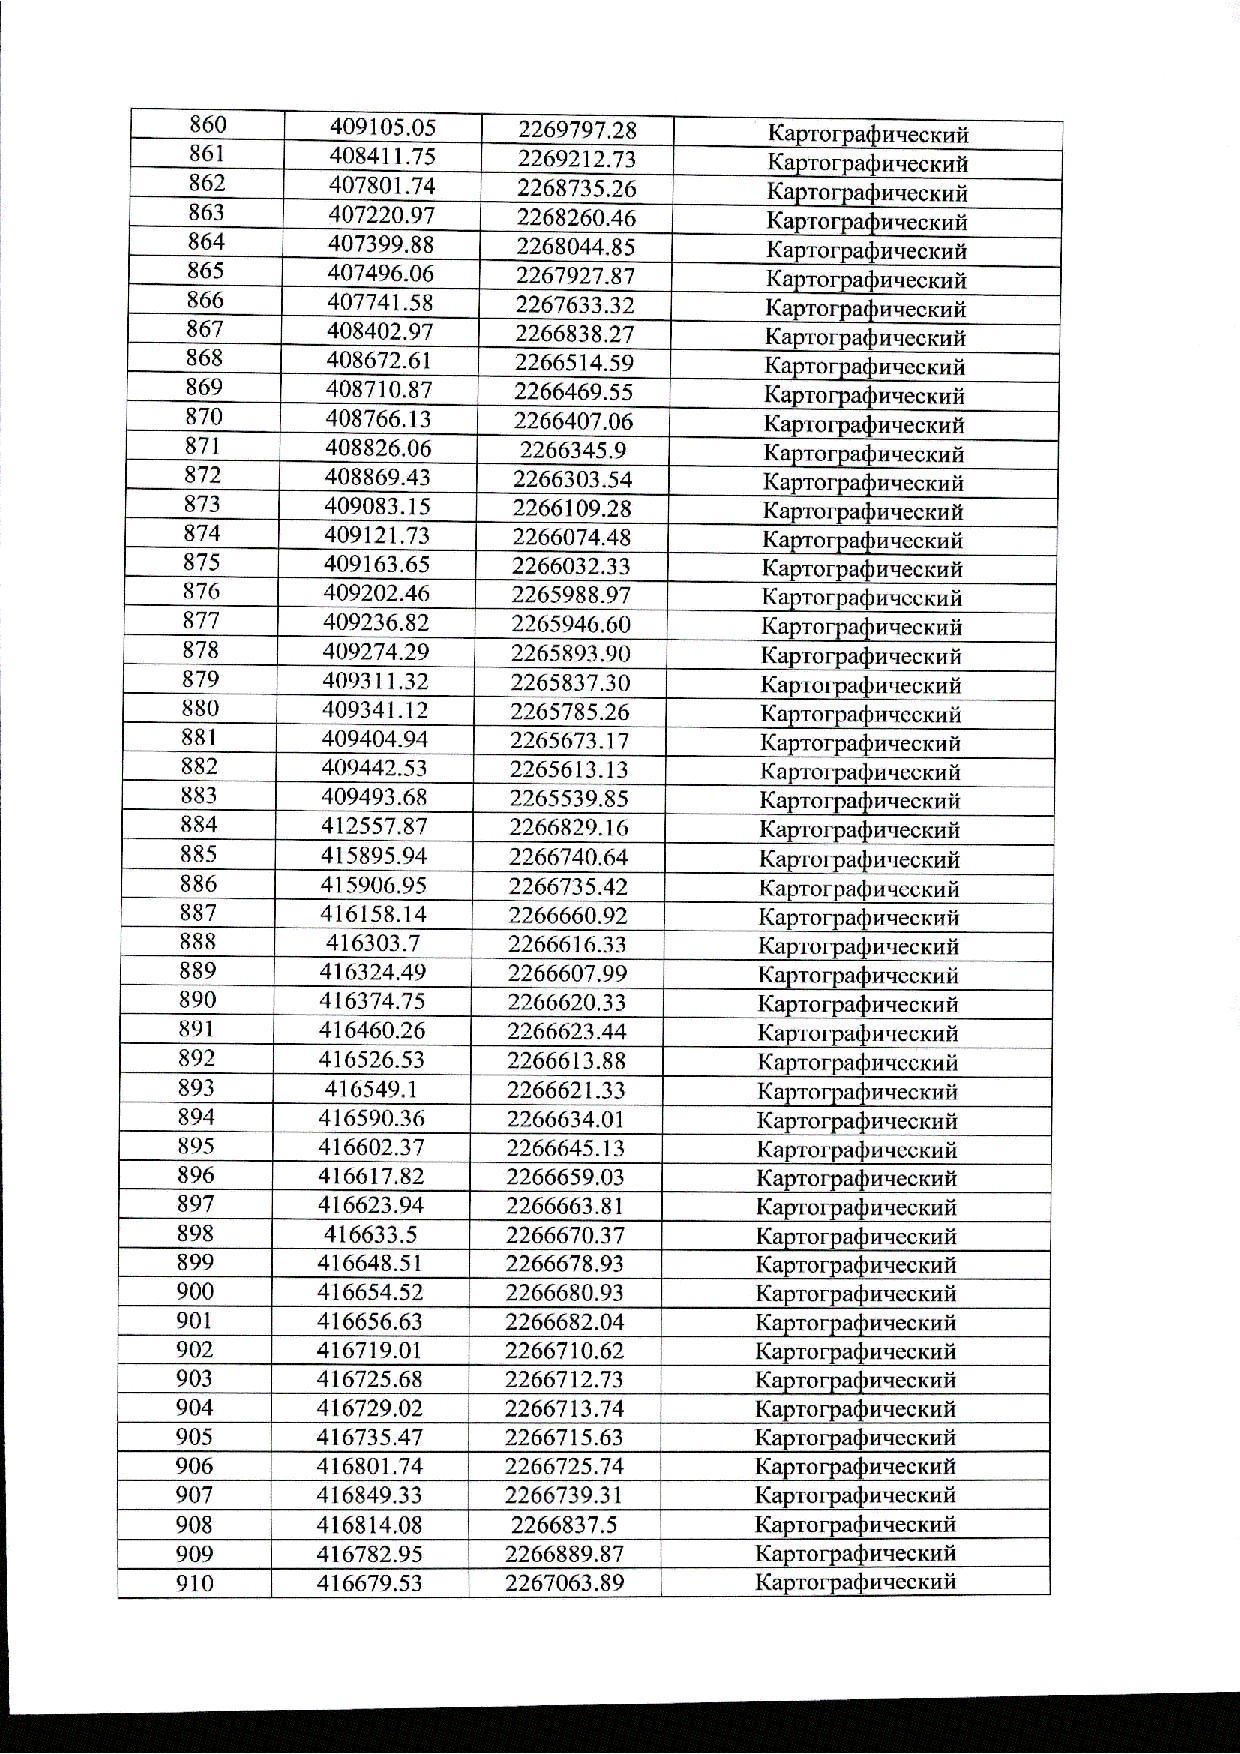 860 409105.05 2269797.28 Картографический
861 408411.75 2269212.73 Картографический
862 407801.74 2268735.26 Картографический
863 407220.97 2268260.46 Картографический
864 407399.88 2268044.85 Картографический
865 407496.06 2267927.87 Картографический
866 407741.58 2267633.32 Картографический
867 408402.97 2266838.27 Картографический
868 408672.61 2266514.59 Картографический
869 408710.87 2266469.55 Картографический
870 408766.13 2266407.06 Картографический
871 408826.06 2266345.9 Картографический
872 408869.43 2266303.54 Картографический
873 409083.15 2266109.28 Картографический
874 409121.73 2266074.48 Картографический
875 409163.65 2266032.33 Картографический
876 409202.46 2265988.97 Картографический
877 409236.82 2265946.60 Картографический
878 409274.29 2265893.90 Картографический
879 409311.32 2265837.30 Картографический
880 409341.12 2265785.26 Картографический
881 409404.94 2265673.17 Картографический
882 409442.53 2265613.13 Картографический
883 409493.68 2265539.85 Картографический
884 412557.87 2266829.16 Картографический
885 415895.94 2266740.64 Картографический
886 415906.95 2266735.42 Картографический
887 416158.14 2266660.92 Картографический
888 416303.7 2266616.33 Картографический
889 416324.49 2266607.99 Картографический
890 416374.75 2266620.33 Картографический
891 416460.26 2266623.44 Картографический
892 416526.53 2266613.88 Картографический
893 416549.1 2266621.33 Картографический
894 416590.36 2266634.01 Картографический
895 416602.37 2266645.13 Картографический
896 416617.82 2266659.03 Картографический
897 416623.94 2266663.81 Картографический
898 416633.5 2266670.37 Картографический
899 416648.51 2266678.93 Картографический
900 416654.52 2266680.93 Картографический
901 416656.63 2266682.04 Картографический
902 416719.01 2266710.62 Картографический
903 416725.68 2266712.73 Картографический
904 416729.02 2266713.74 Картографический
905 416735.47 2266715.63 Картографический
906 416801.74 2266725.74 Картографический
907 416849.33 2266739.31 Картографический
908 416814.08 2266837.5 Картографический
909 416782.95 2266889.87 Картографический
910 416679.53 2267063.89 Картографический